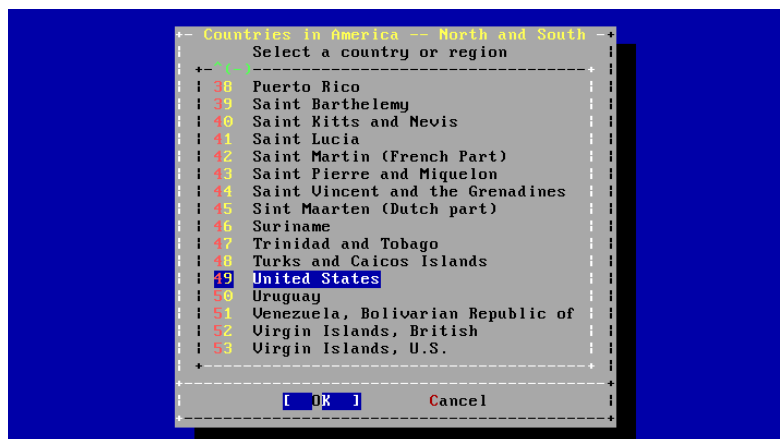 Countries in America -- North and South
Select a country or region
^(-)
38 Puerto Rico
39 Saint Barthelemy
40 Saint Kitts and Nevis
41 Saint Lucia
42 Saint Martin (French Part)
43 Saint Pierre and Miquelon
44 Saint Vincent and the Grenadines
45 Sint Maarten (Dutch part)
46 Suriname
47 Trinidad and Tobago
48 Turks and Caicos Islands
49 United States
50 Uruguay
51 Venezuela, Bolivarian Republic of
52 Virgin Islands, British
53 Virgin Islands, U.S.
[ OK ] Cancel